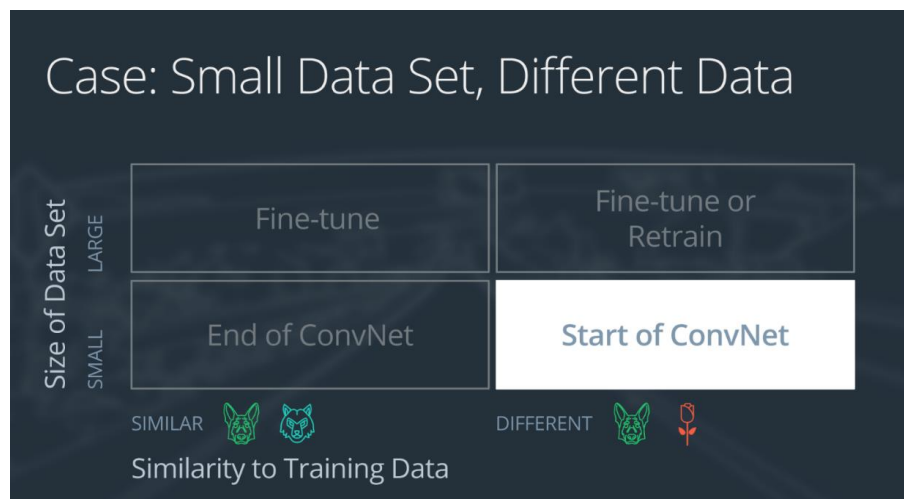 Case: Small Data Set, Different Data
Size of Data Set
LARGE
SMALL
Fine-tune
Fine-tune or
Retrain
End of ConvNet
Start of ConvNet
SIMILAR
DIFFERENT
Similarity to Training Data